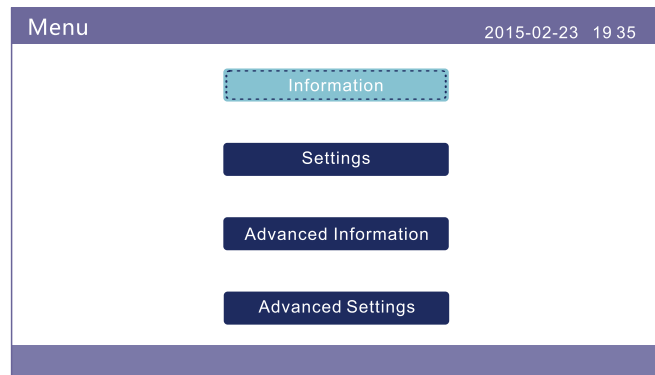 Menu
2015-02-23 19 35
Information
Settings
Advanced Information
Advanced Settings